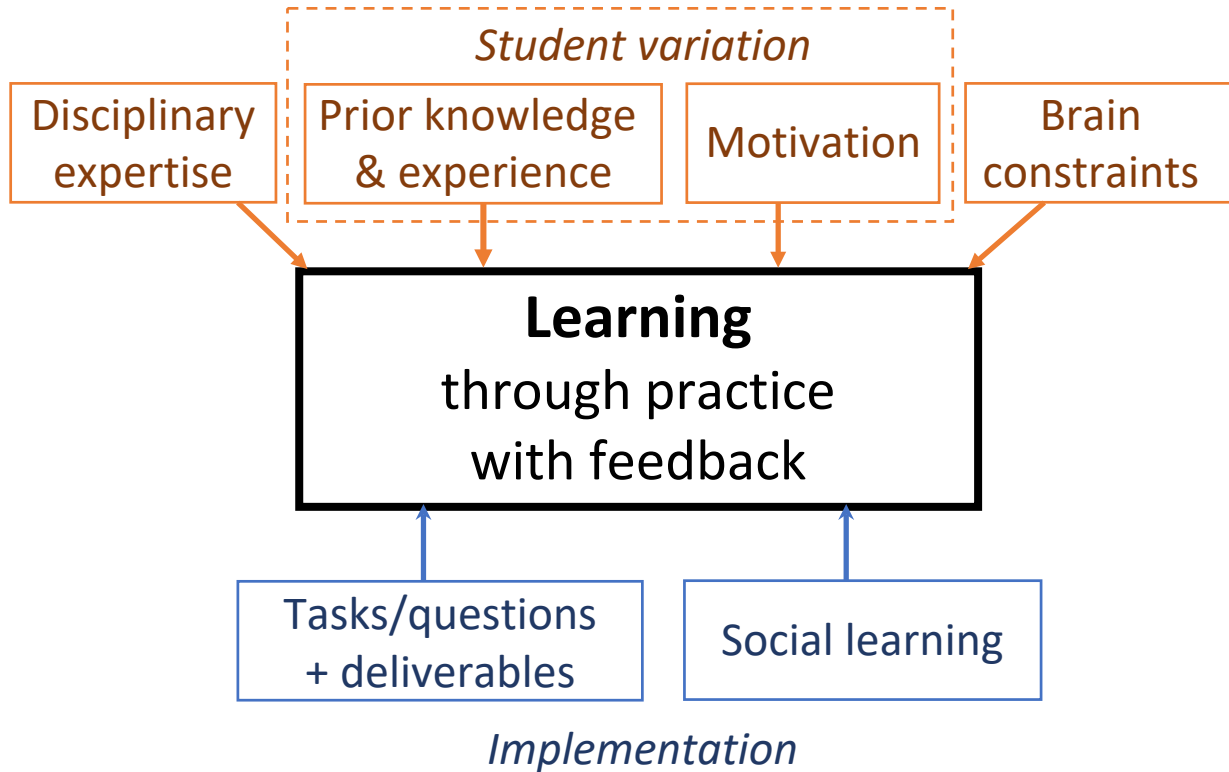 Student variation
Disciplinary
expertise
Prior knowledge
& experience
Motivation
Brain
constraints
Learning
through practice
with feedback
Tasks/questions
+ deliverables
Social learning
Implementation